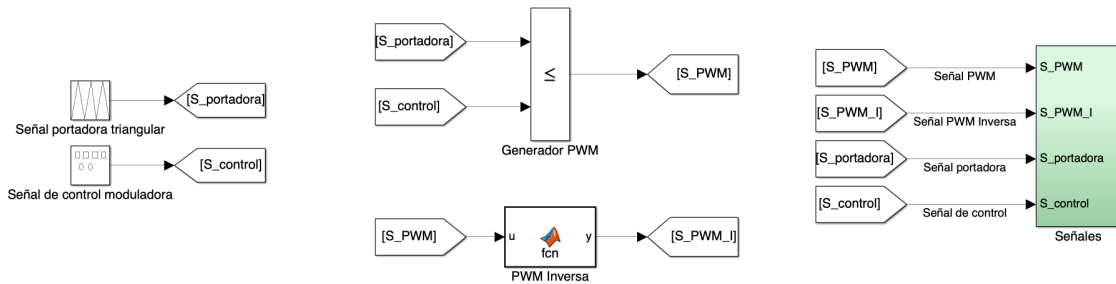 [S_portadora]
Señal portadora triangular
[S_control]
Señal de control moduladora
[S_portadora]
[S_control]
≤
Generador PWM
[S_PWM]
[S_PWM]
u
fcn
y
PWM Inversa
[S_PWM_I]
[S_PWM]
Señal PWM
S_PWM
[S_PWM_I]
Señal PWM Inversa
S_PWM_I
[S_portadora]
Señal portadora
S_portadora
[S_control]
Señal de control
S_control
Señales